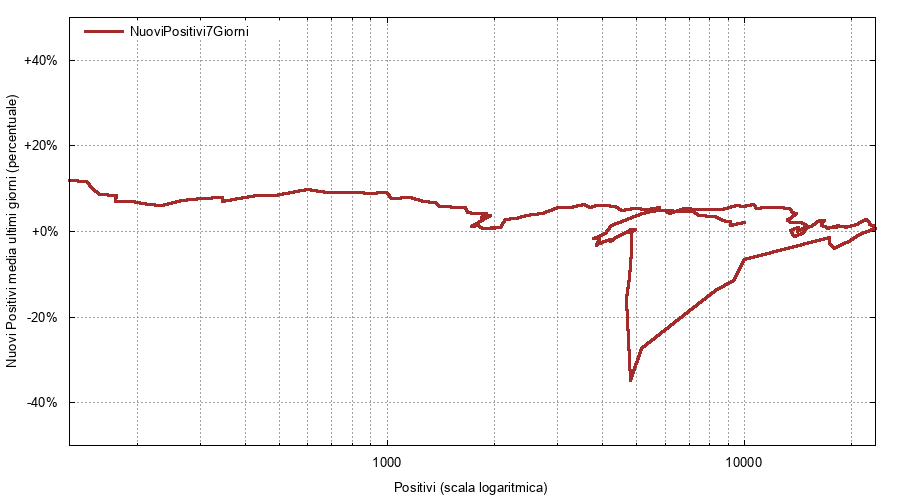 NuoviPositivi7Giorni
+40%
+20%
+0%
-20%
-40%
Nuovi Positivi media ultimi giorni (percentuale)
1000
10000
Positivi (scala logaritmica)